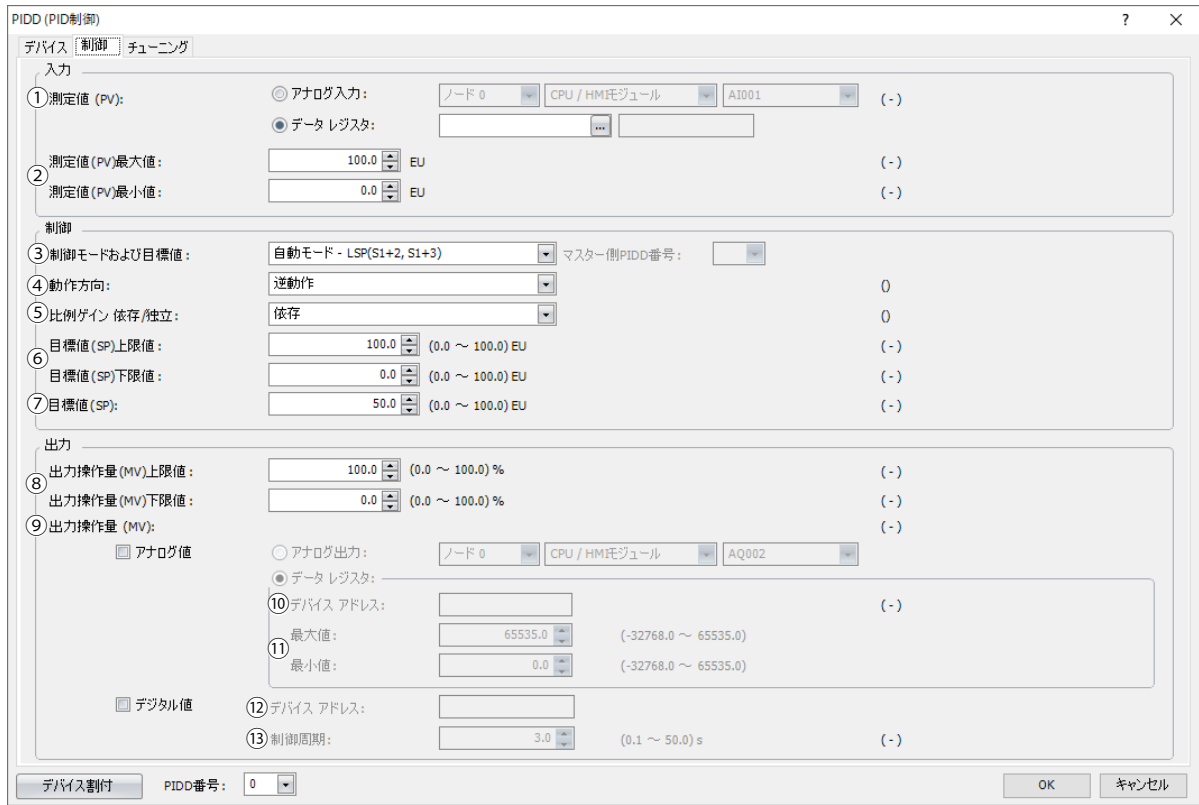 PIDD (PID制御)
? ×
デバイス 制御 チューニング
入力
①測定値 (PV): アナログ入力: ノード 0 CPU / HMIモジュール AI001 (-)
データ レジスタ: ...
②
測定値(PV)最大値: 100.0 EU (-)
測定値(PV)最小値: 0.0 EU (-)
制御
③制御モードおよび目標値: 自動モード - LSP(S1+2, S1+3) マスター側PIDD番号:
④動作方向: 逆動作 ()
⑤比例ゲイン 依存/独立: 依存 ()
⑥
目標値(SP)上限値: 100.0 (0.0 ～ 100.0) EU (-)
目標値(SP)下限値: 0.0 (0.0 ～ 100.0) EU (-)
⑦目標値(SP): 50.0 (0.0 ～ 100.0) EU (-)
出力
⑧
出力操作量(MV)上限値: 100.0 (0.0 ～ 100.0) % (-)
出力操作量(MV)下限値: 0.0 (0.0 ～ 100.0) % (-)
⑨出力操作量 (MV): (-)
アナログ値 アナログ出力: ノード 0 CPU / HMIモジュール AQ002
データ レジスタ:
⑩デバイス アドレス: (-)
⑪
最大値: 65535.0 (-32768.0 ～ 65535.0)
最小値: 0.0 (-32768.0 ～ 65535.0)
デジタル値 ⑫デバイス アドレス:
⑬制御周期: 3.0 (0.1 ～ 50.0) s (-)
デバイス割付 PIDD番号: 0 OK キャンセル